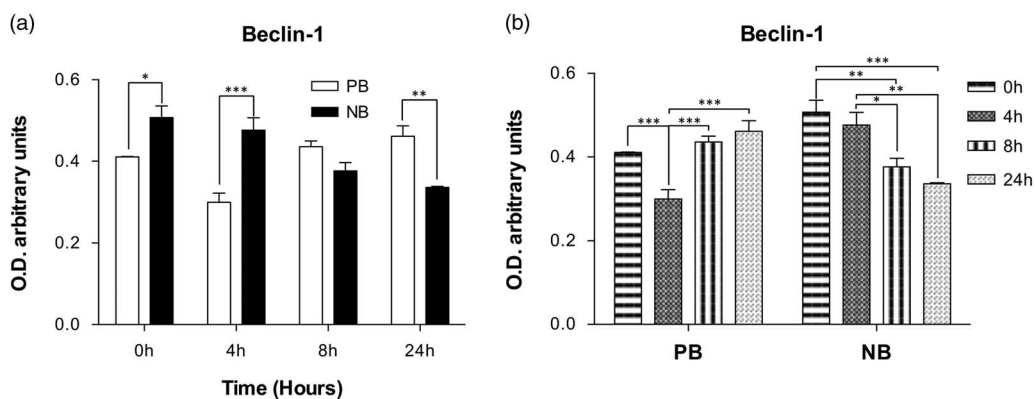 (a)
Beclin-1
O.D. arbitrary units
0.6
0.4
0.2
0.0
*
***
**
PB
NB
0h
4h
8h
24h
Time (Hours)
(b)
Beclin-1
O.D. arbitrary units
0.6
0.4
0.2
0.0
***
***
***
***
**
**
*
0h
4h
8h
24h
PB
NB